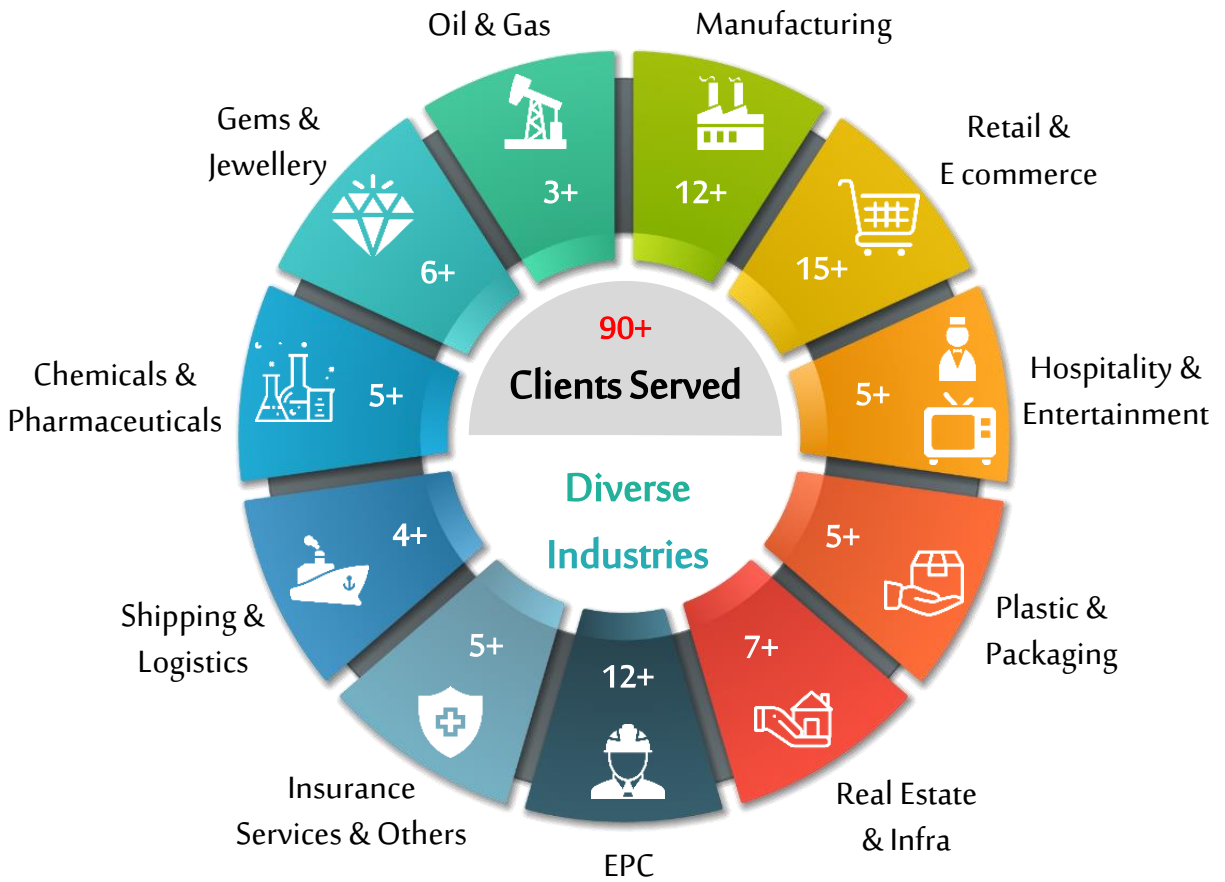 Oil & Gas
3+
Manufacturing
12+
Retail &
E commerce
15+
Hospitality &
Entertainment
5+
Plastic &
Packaging
5+
Real Estate
& Infra
7+
EPC
12+
Insurance
Services & Others
5+
Shipping &
Logistics
4+
Chemicals &
Pharmaceuticals
5+
Gems &
Jewellery
6+
90+
Clients Served
Diverse
Industries